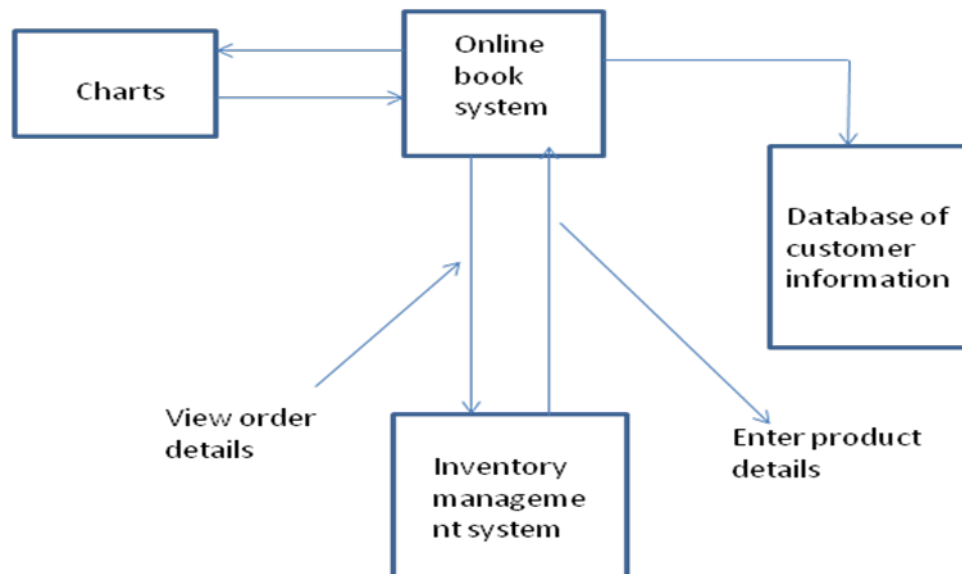 Charts
Online
book
system
Database of
customer
information
View order
details
Enter product
details
Inventory
manageme
nt system